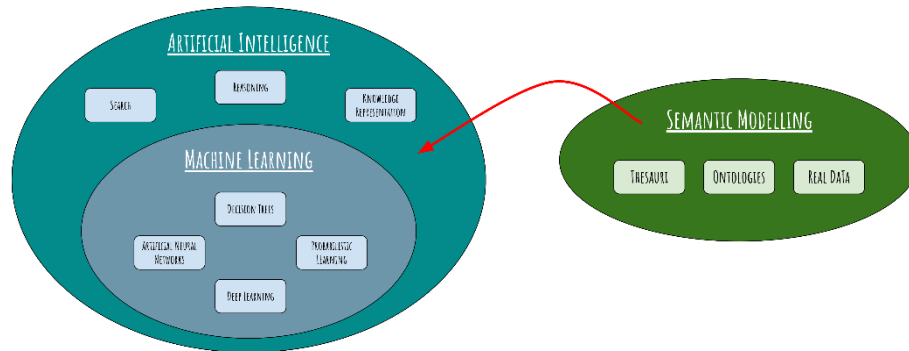 Artificial Intelligence
Search
Reasoning
Knowledge
Representation
Machine Learning
Decision Trees
Artificial Neural
Networks
Probabilistic
Learning
Deep Learning
Semantic Modelling
Thesauri
Ontologies
Real Data